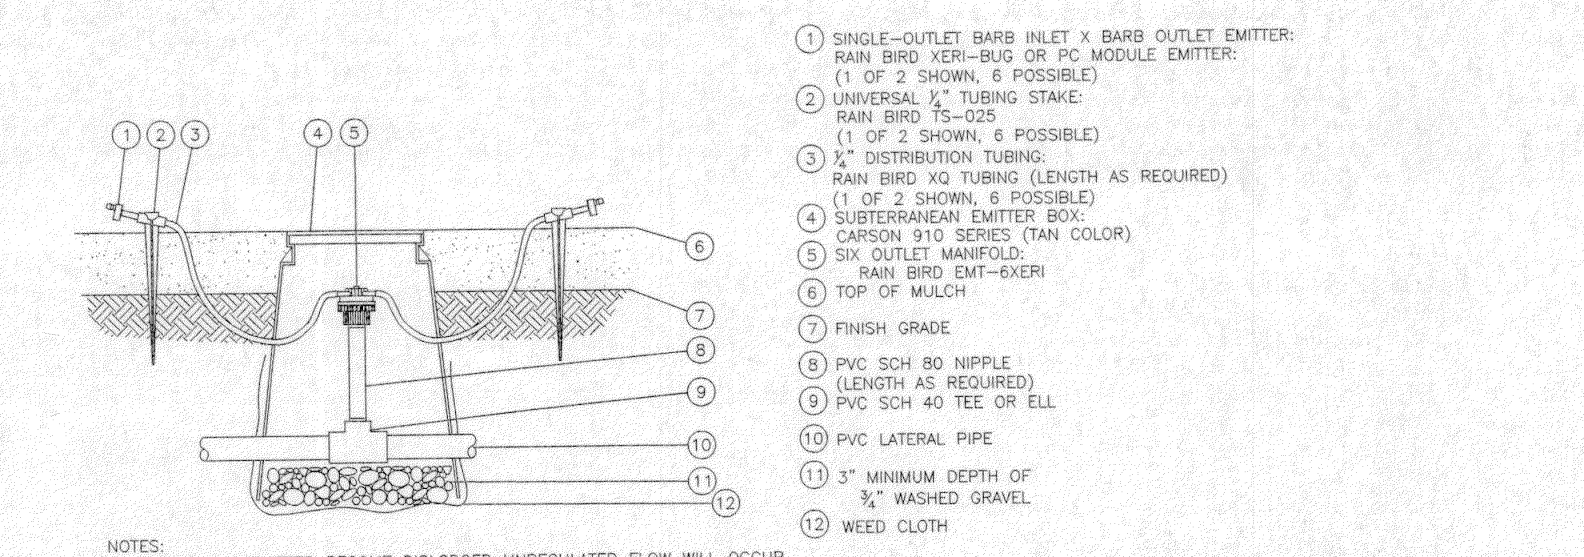 1 SINGLE-OUTLET BARB INLET X BARB OUTLET EMITTER:
RAIN BIRD XERI-BUG OR PC MODULE EMITTER:
(1 OF 2 SHOWN, 6 POSSIBLE)
2 UNIVERSAL ¼" TUBING STAKE:
RAIN BIRD TS-025
(1 OF 2 SHOWN, 6 POSSIBLE)
3 ¼" DISTRIBUTION TUBING:
RAIN BIRD XQ TUBING (LENGTH AS REQUIRED)
(1 OF 2 SHOWN, 6 POSSIBLE)
4 SUBTERRANEAN EMITTER BOX:
CARSON 910 SERIES (TAN COLOR)
5 SIX OUTLET MANIFOLD:
RAIN BIRD EMT-6XERI
6 TOP OF MULCH
7 FINISH GRADE
8 PVC SCH 80 NIPPLE
(LENGTH AS REQUIRED)
9 PVC SCH 40 TEE OR ELL
10 PVC LATERAL PIPE
11 3" MINIMUM DEPTH OF
¾" WASHED GRAVEL
12 WEED CLOTH
1 2 3 4 5
6
7
8
9
10
11
12
NOTES:
UNREGULATED FLOW WILL OCCUR